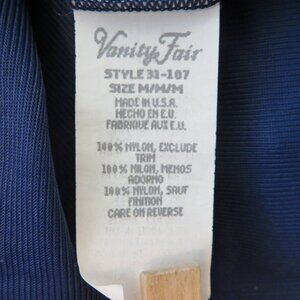 Vanity Fair
STYLE 31-107
SIZE M/M/M
MADE IN U.S.A.
HECHO EN E.U.
FABRIQUE AUX E.U.
100% NYLON, EXCLUDE
TRIM
100% NILON, MENOS
ADORNO
100% NYLON, SAUF
FINITION
CARE ON REVERSE